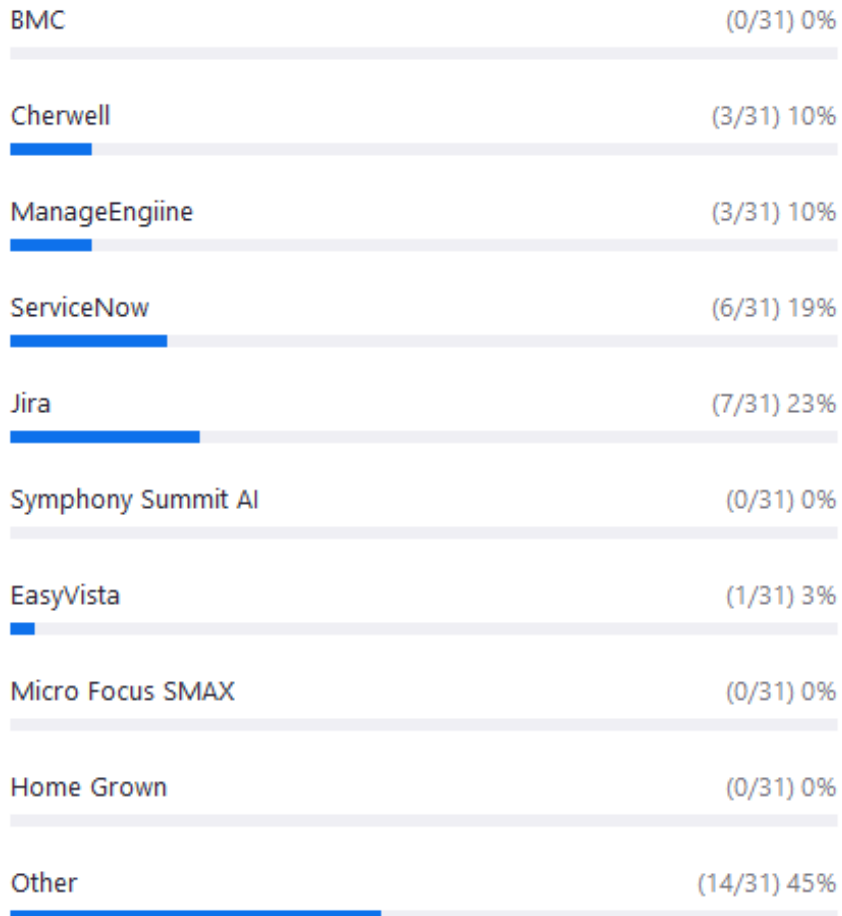 BMC (0/31) 0%
Cherwell (3/31) 10%
ManageEngiine (3/31) 10%
ServiceNow (6/31) 19%
Jira (7/31) 23%
Symphony Summit AI (0/31) 0%
EasyVista (1/31) 3%
Micro Focus SMAX (0/31) 0%
Home Grown (0/31) 0%
Other (14/31) 45%